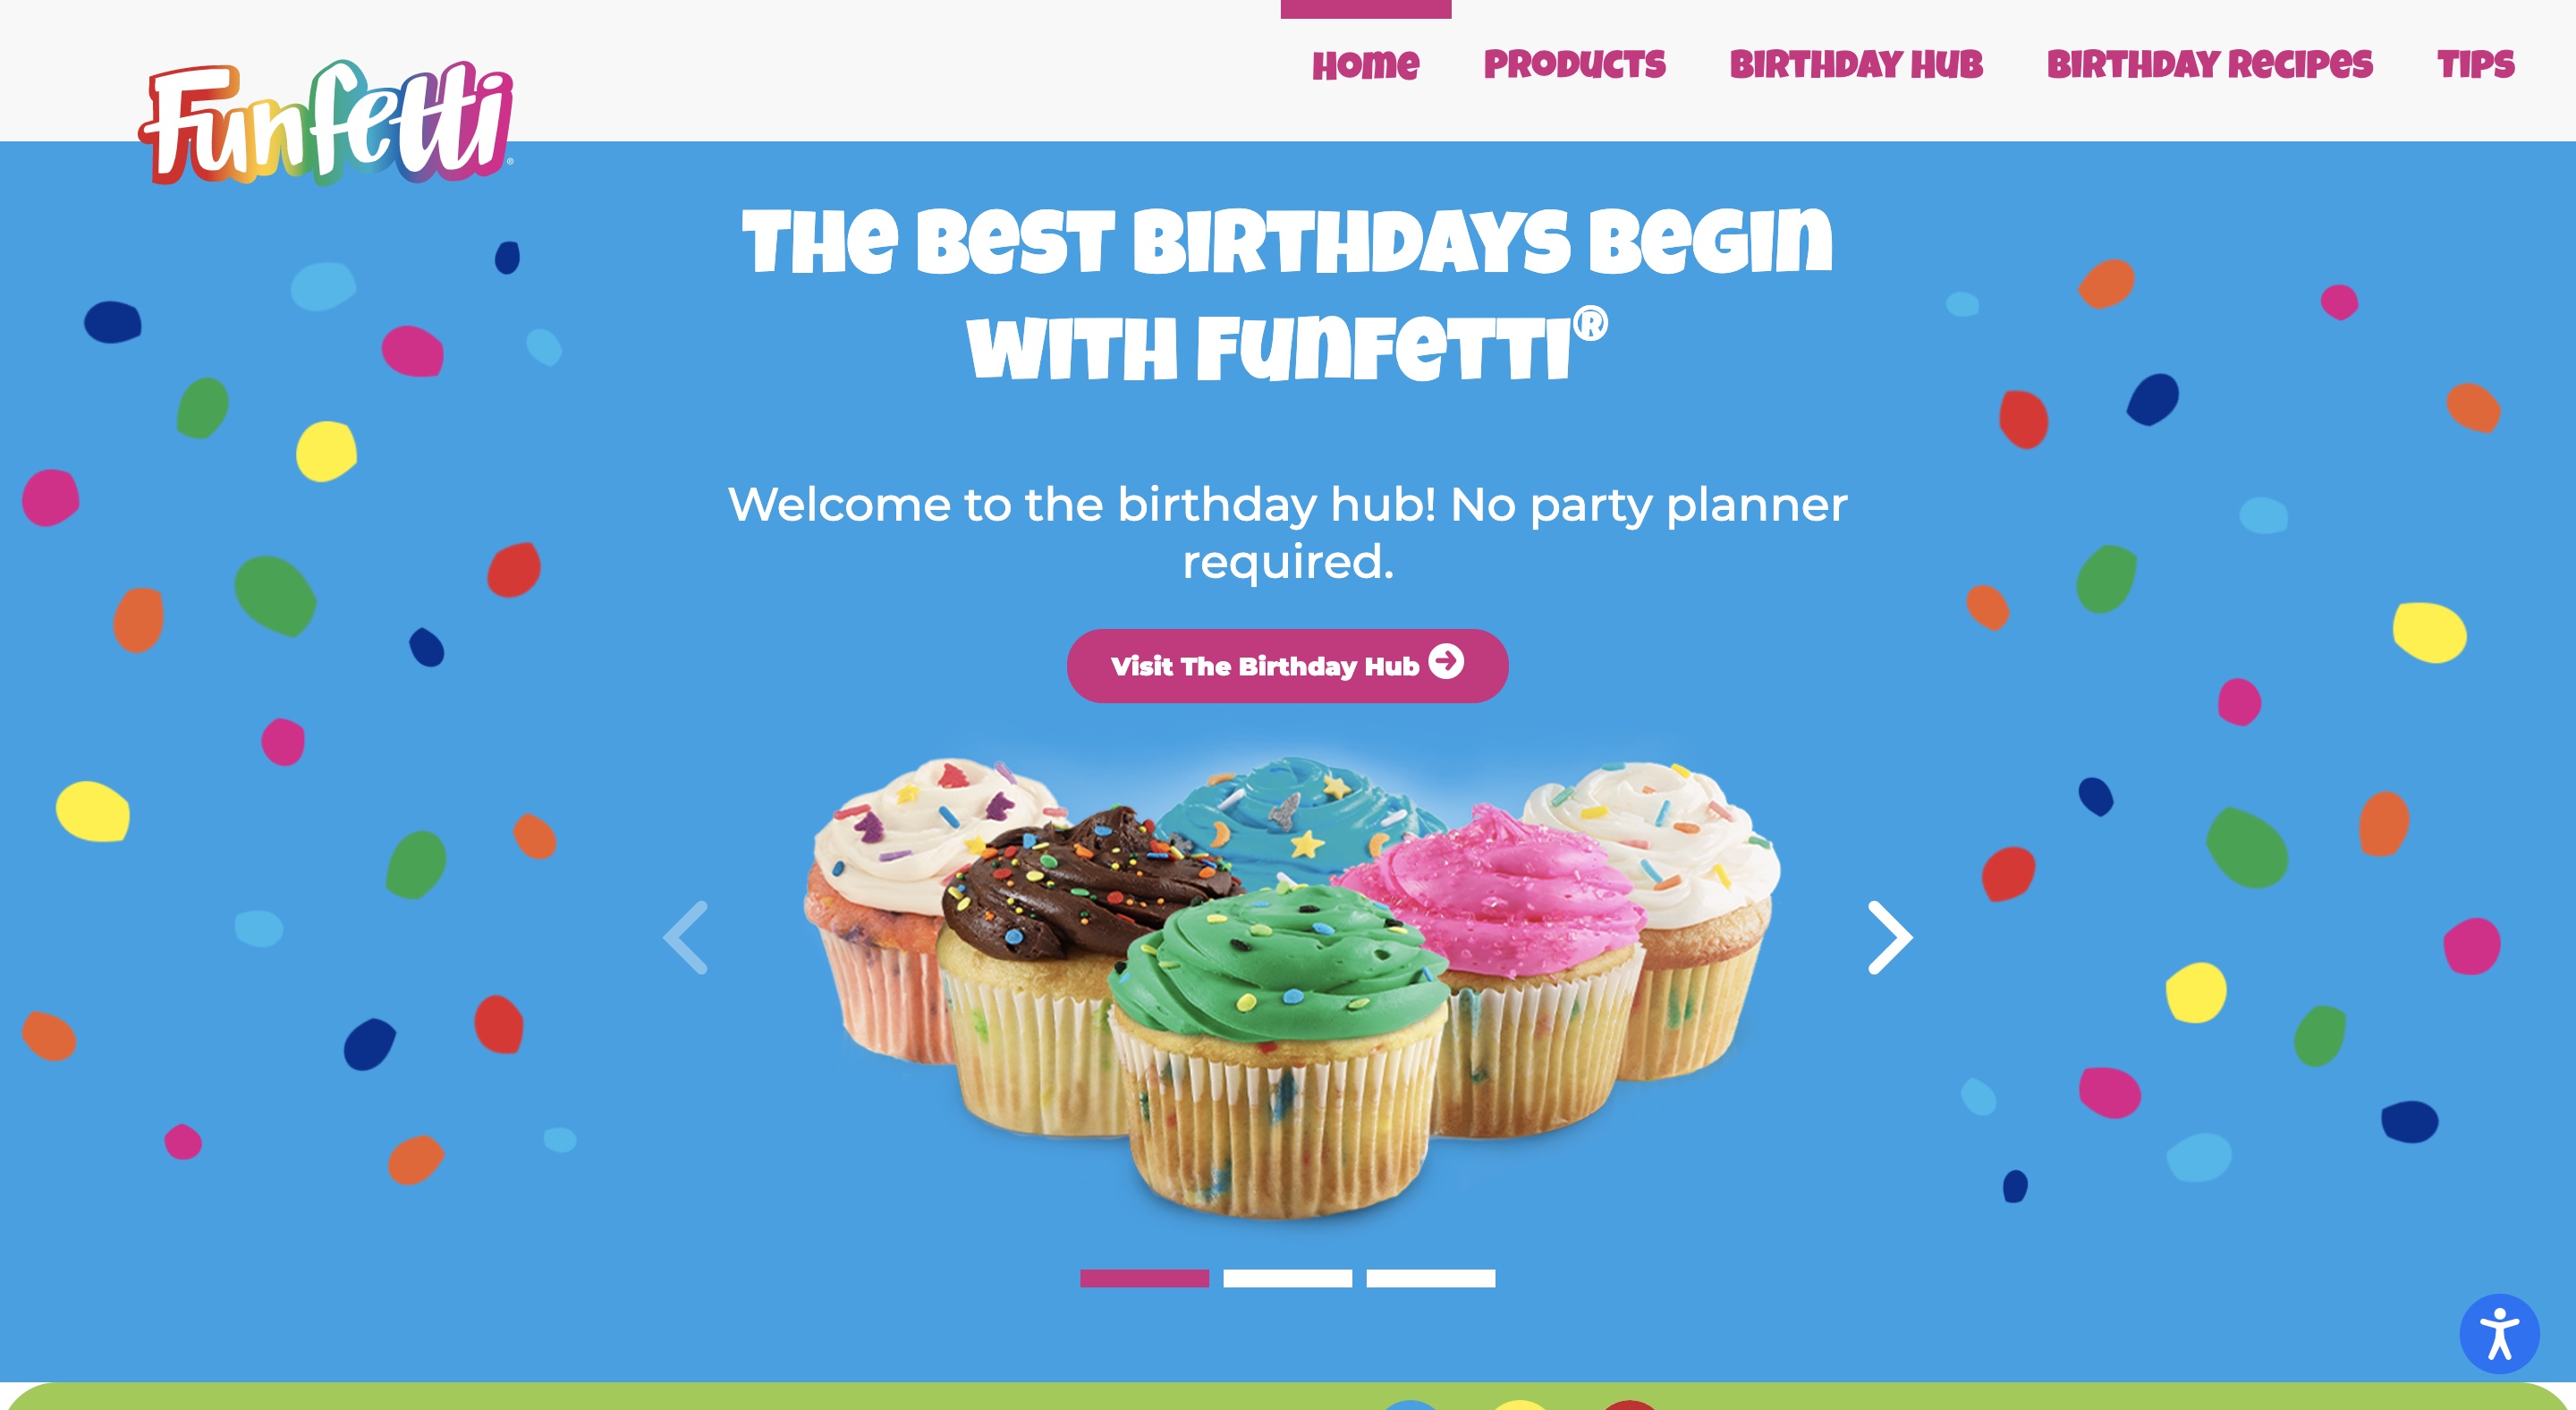 Funfetti®
Home PRODUCTS BIRTHDAY HUB BIRTHDAY RECIPES TIPS
THE BEST BIRTHDAYS BEGIN
WITH FUNFETTI®
Welcome to the birthday hub! No party planner
required.
Visit The Birthday Hub